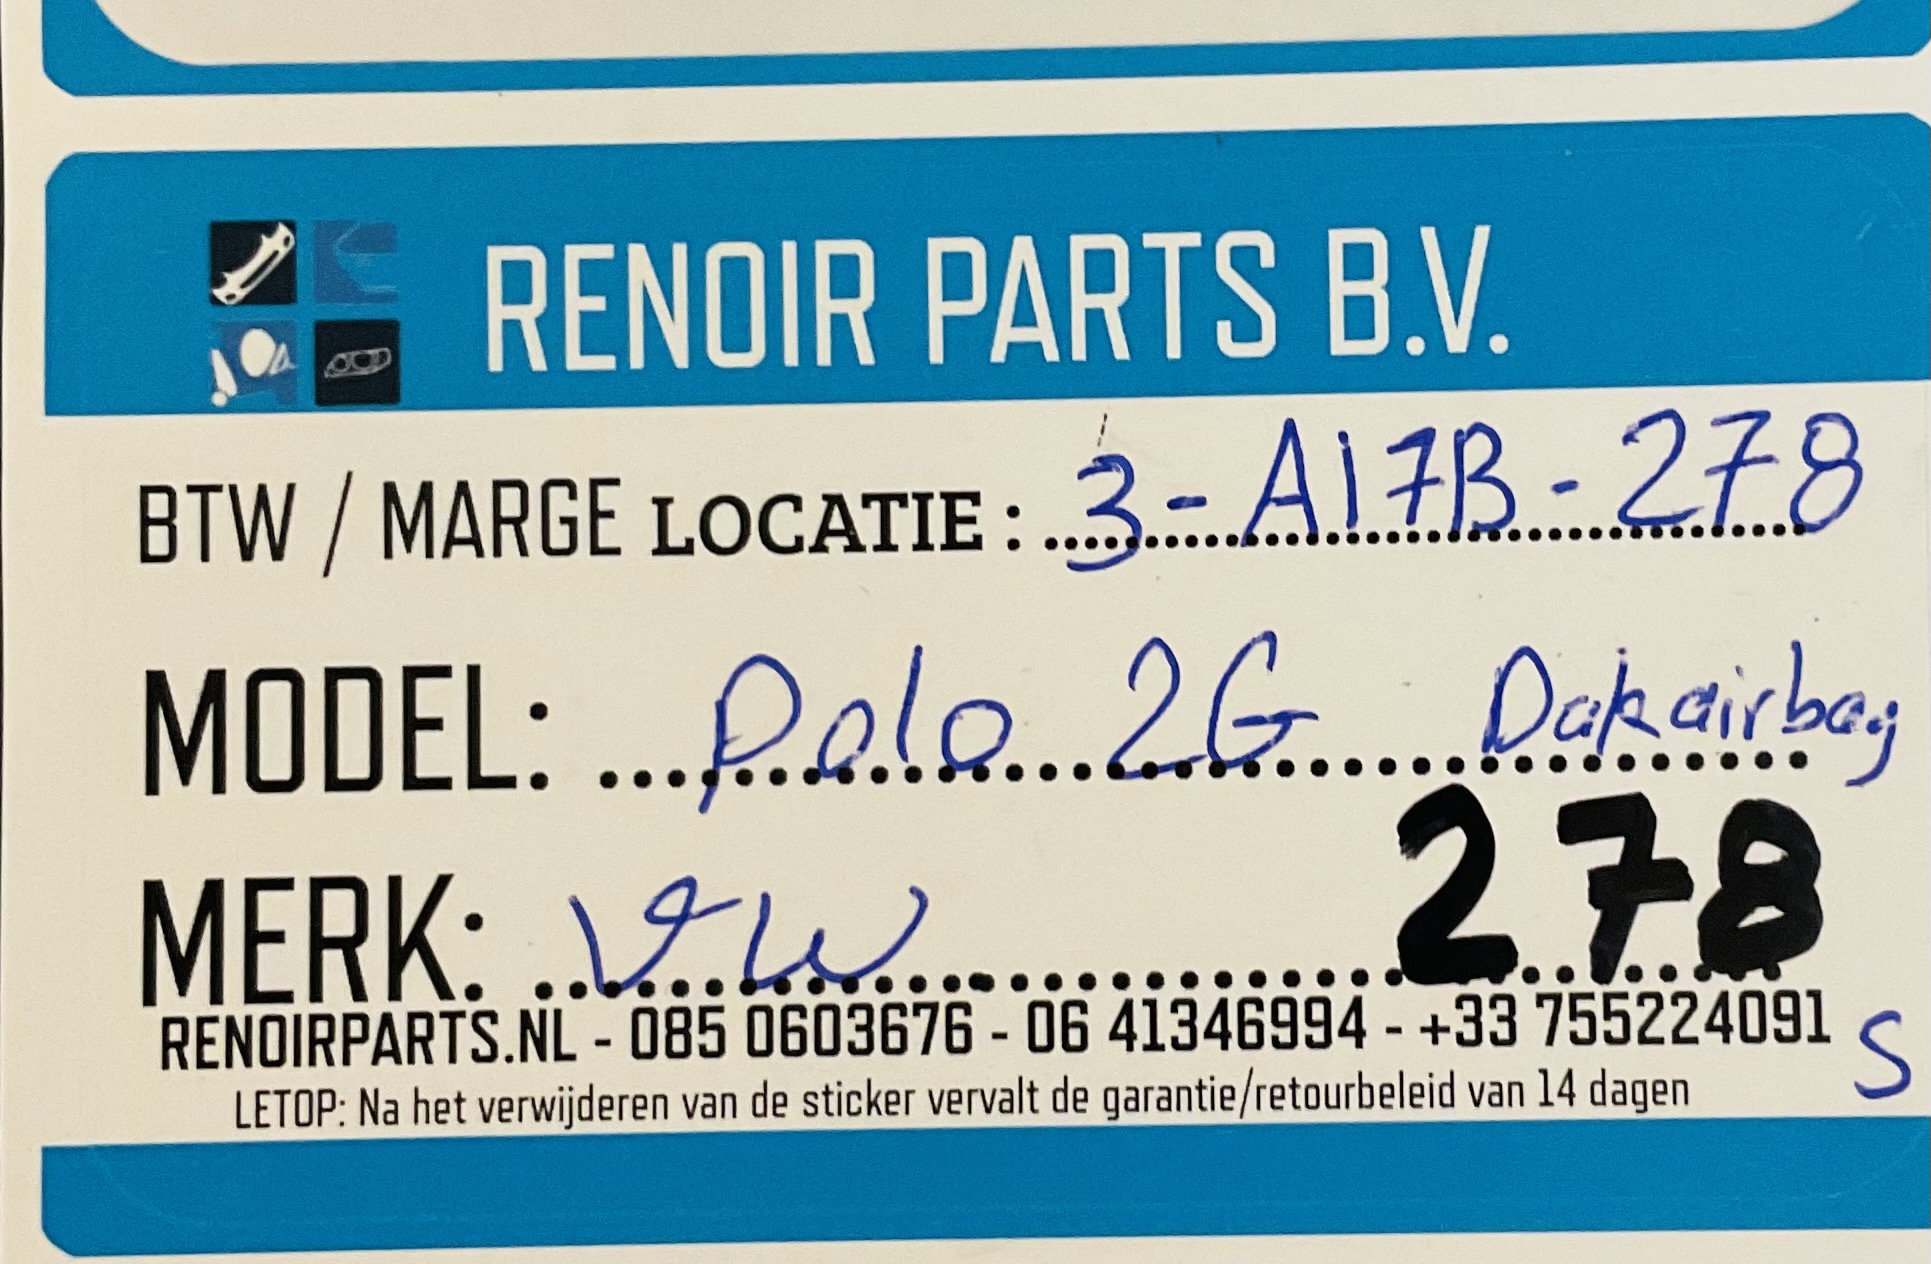 RENOIR PARTS B.V.
BTW / MARGE LOCATIE : 3-A17B-278
MODEL: Polo 2G Dakairbag
MERK: VW 278
RENOIRPARTS.NL - 085 0603676 - 06 41346994 - +33 755224091 S
LETOP: Na het verwijderen van de sticker vervalt de garantie/retourbeleid van 14 dagen